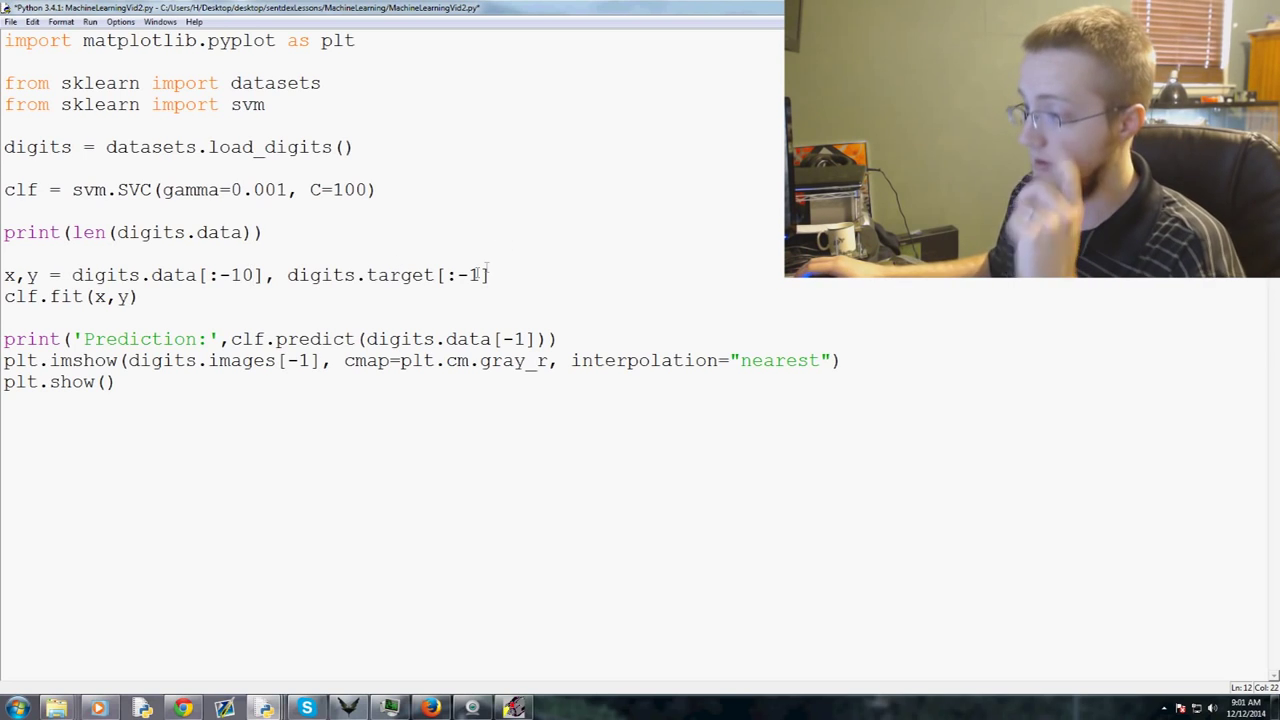 *Python 3.4.1: MachineLearningVid2.py - C:/Users/H/Desktop/desktop/sentdexLessons/MachineLearning/MachineLearningVid2.py*
File Edit Format Run Options Windows Help
import matplotlib.pyplot as plt
from sklearn import datasets
from sklearn import svm
digits = datasets.load_digits()
clf = svm.SVC(gamma=0.001, C=100)
print(len(digits.data))
x,y = digits.data[:-10], digits.target[:-1]
clf.fit(x,y)
print('Prediction:',clf.predict(digits.data[-1]))
plt.imshow(digits.images[-1], cmap=plt.cm.gray_r, interpolation="nearest")
plt.show()
Ln: 12 Col: 22
9:01 AM
12/12/2014